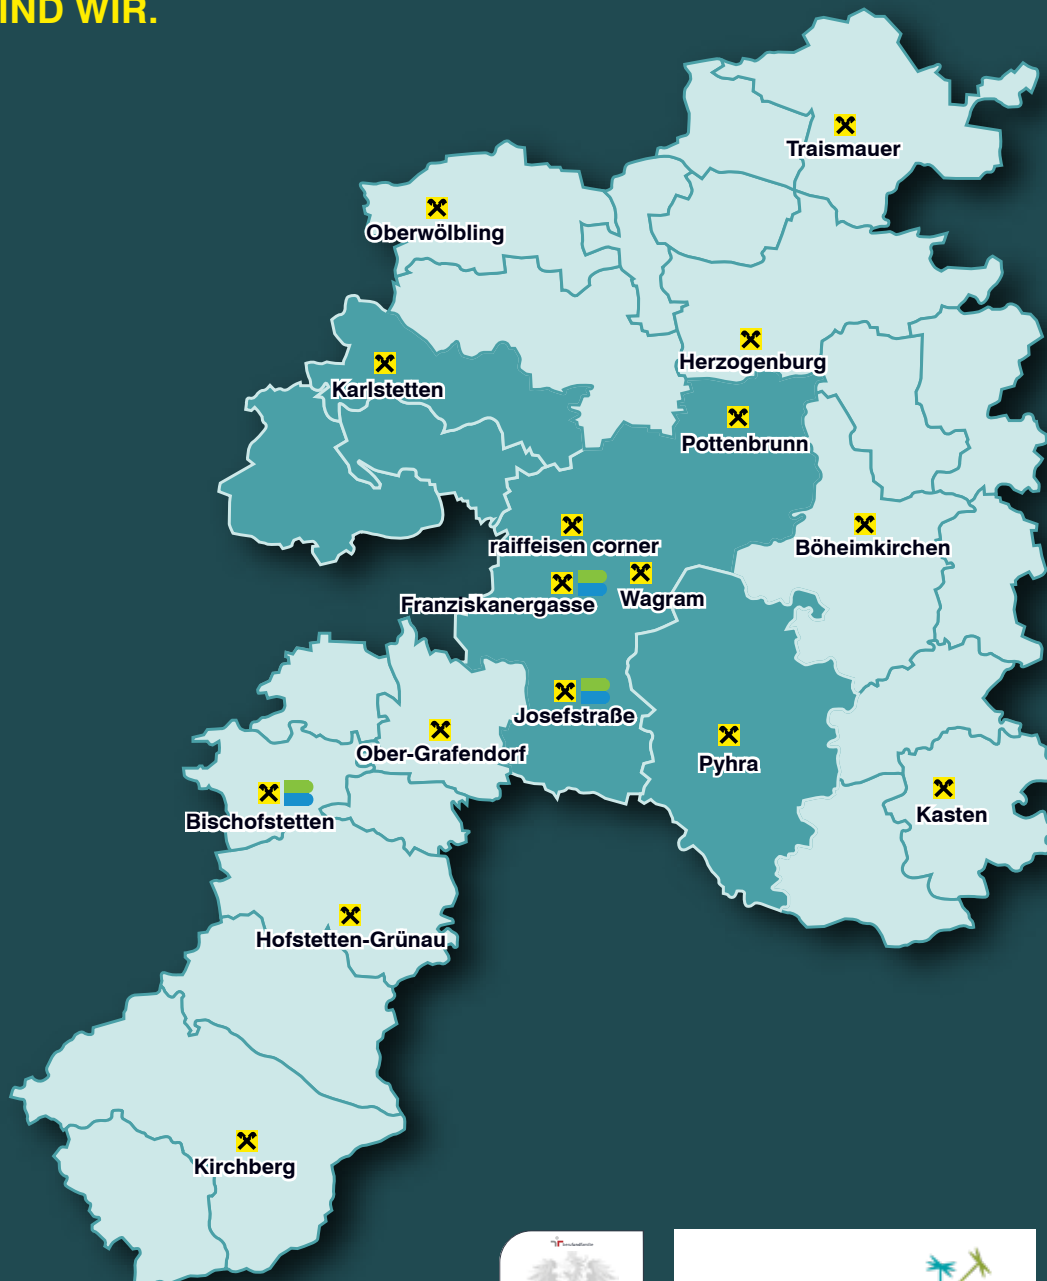 IND WIR.
Traismauer
Oberwölbling
Herzogenburg
Karlstetten
Pottenbrunn
raiffeisen corner
Böheimkirchen
Franziskanergasse
Wagram
Josefstraße
Ober-Grafendorf
Pyhra
Bischofstetten
Kasten
Hofstetten-Grünau
Kirchberg